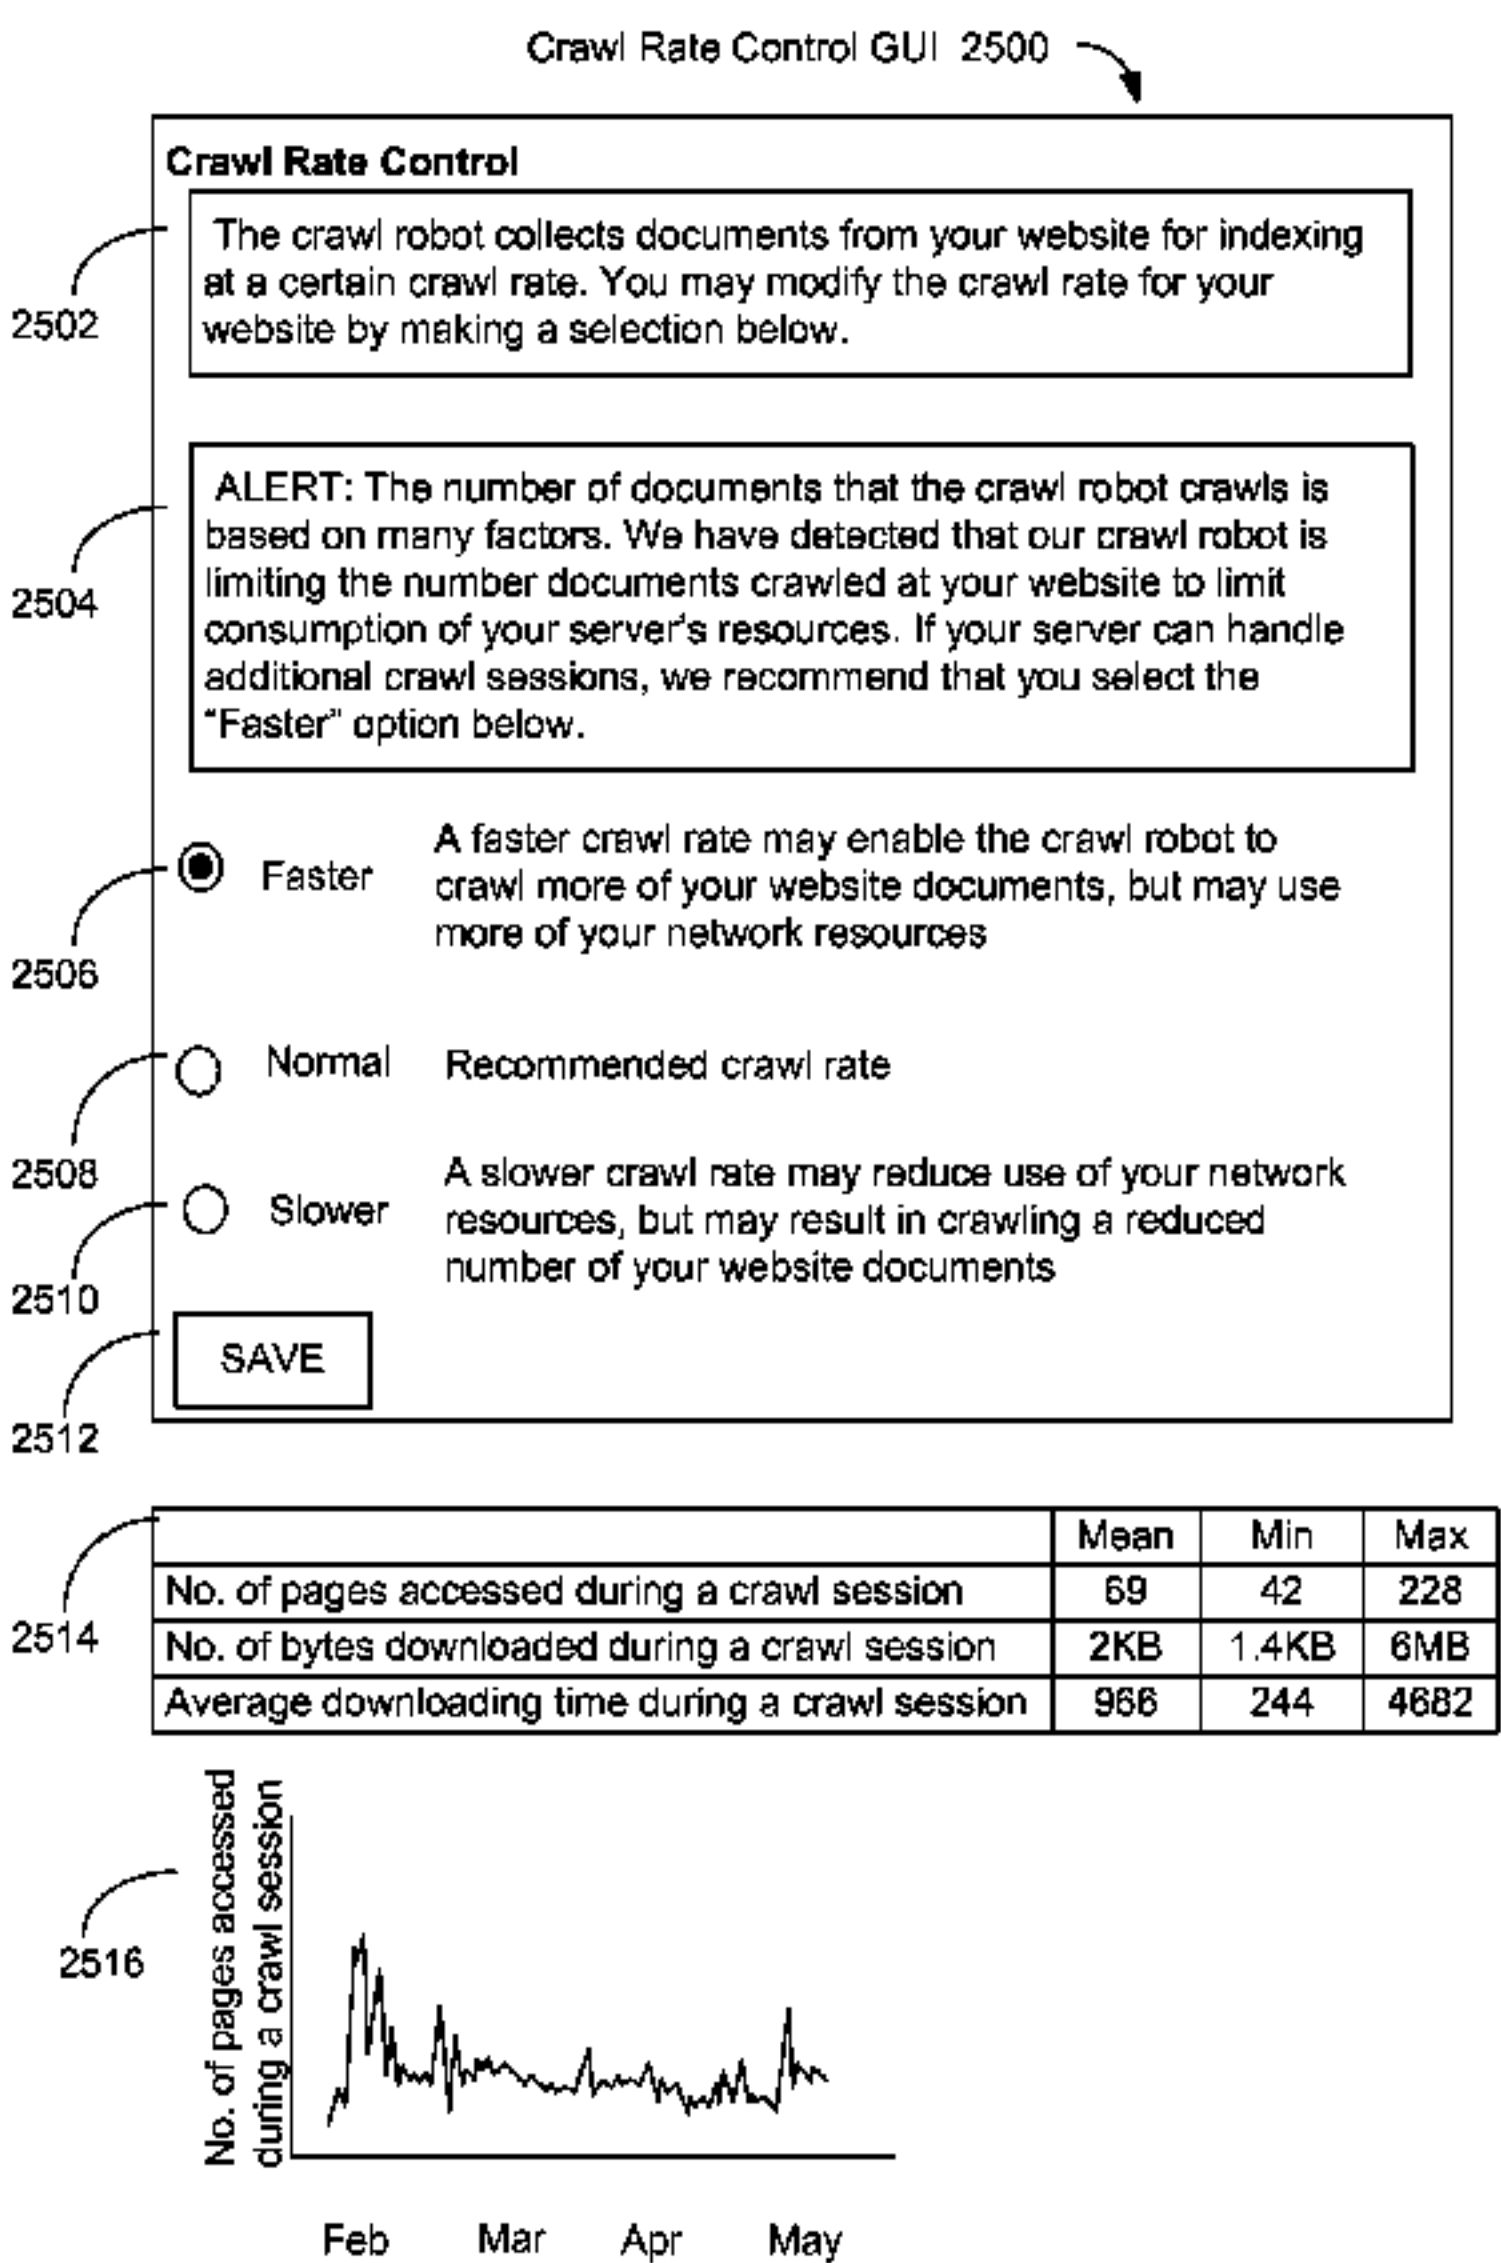 Crawl Rate Control GUI 2500
Crawl Rate Control
The crawl robot collects documents from your website for indexing
at a certain crawl rate. You may modify the crawl rate for your
website by making a selection below.
2502
ALERT: The number of documents that the crawl robot crawls is
based on many factors. We have detected that our crawl robot is
limiting the number documents crawled at your website to limit
consumption of your server's resources. If your server can handle
additional crawl sessions, we recommend that you select the
"Faster" option below.
2504
Faster
A faster crawl rate may enable the crawl robot to
crawl more of your website documents, but may use
more of your network resources
2506
Normal Recommended crawl rate
2508
Slower
A slower crawl rate may reduce use of your network
resources, but may result in crawling a reduced
number of your website documents
2510
SAVE
2512
Mean Min Max
No. of pages accessed during a crawl session 69 42 228
No. of bytes downloaded during a crawl session 2KB 1.4KB 6MB
Average downloading time during a crawl session 966 244 4682
2514
No. of pages accessed
during a crawl session
2516
Feb Mar Apr May